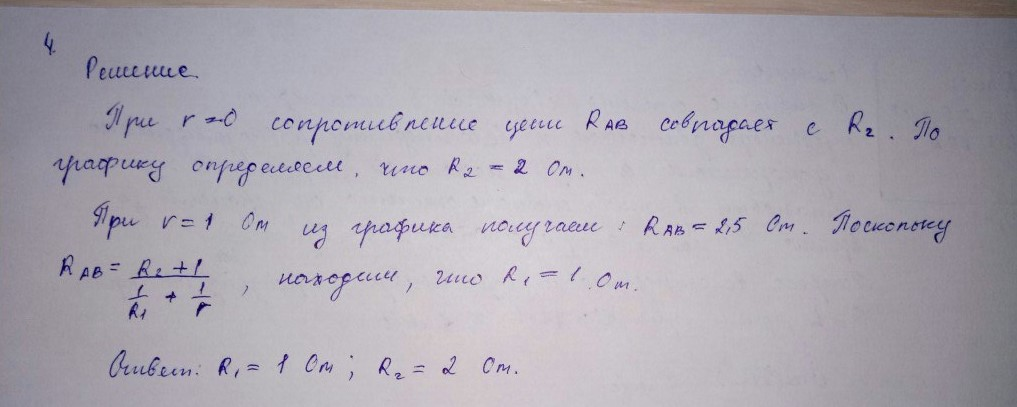 4.
Решение.
При r=0 сопротивление цепи RAB совпадает с R2. По
графику определяем, что R2 = 2 Ом.
При r=1 Ом из графика получаем: RAB = 2,5 Ом. Поскольку
RAB = (R2+1)/(1/R1 + 1/r), находим, что R1 = 1 Ом.
Ответ: R1 = 1 Ом; R2 = 2 Ом.